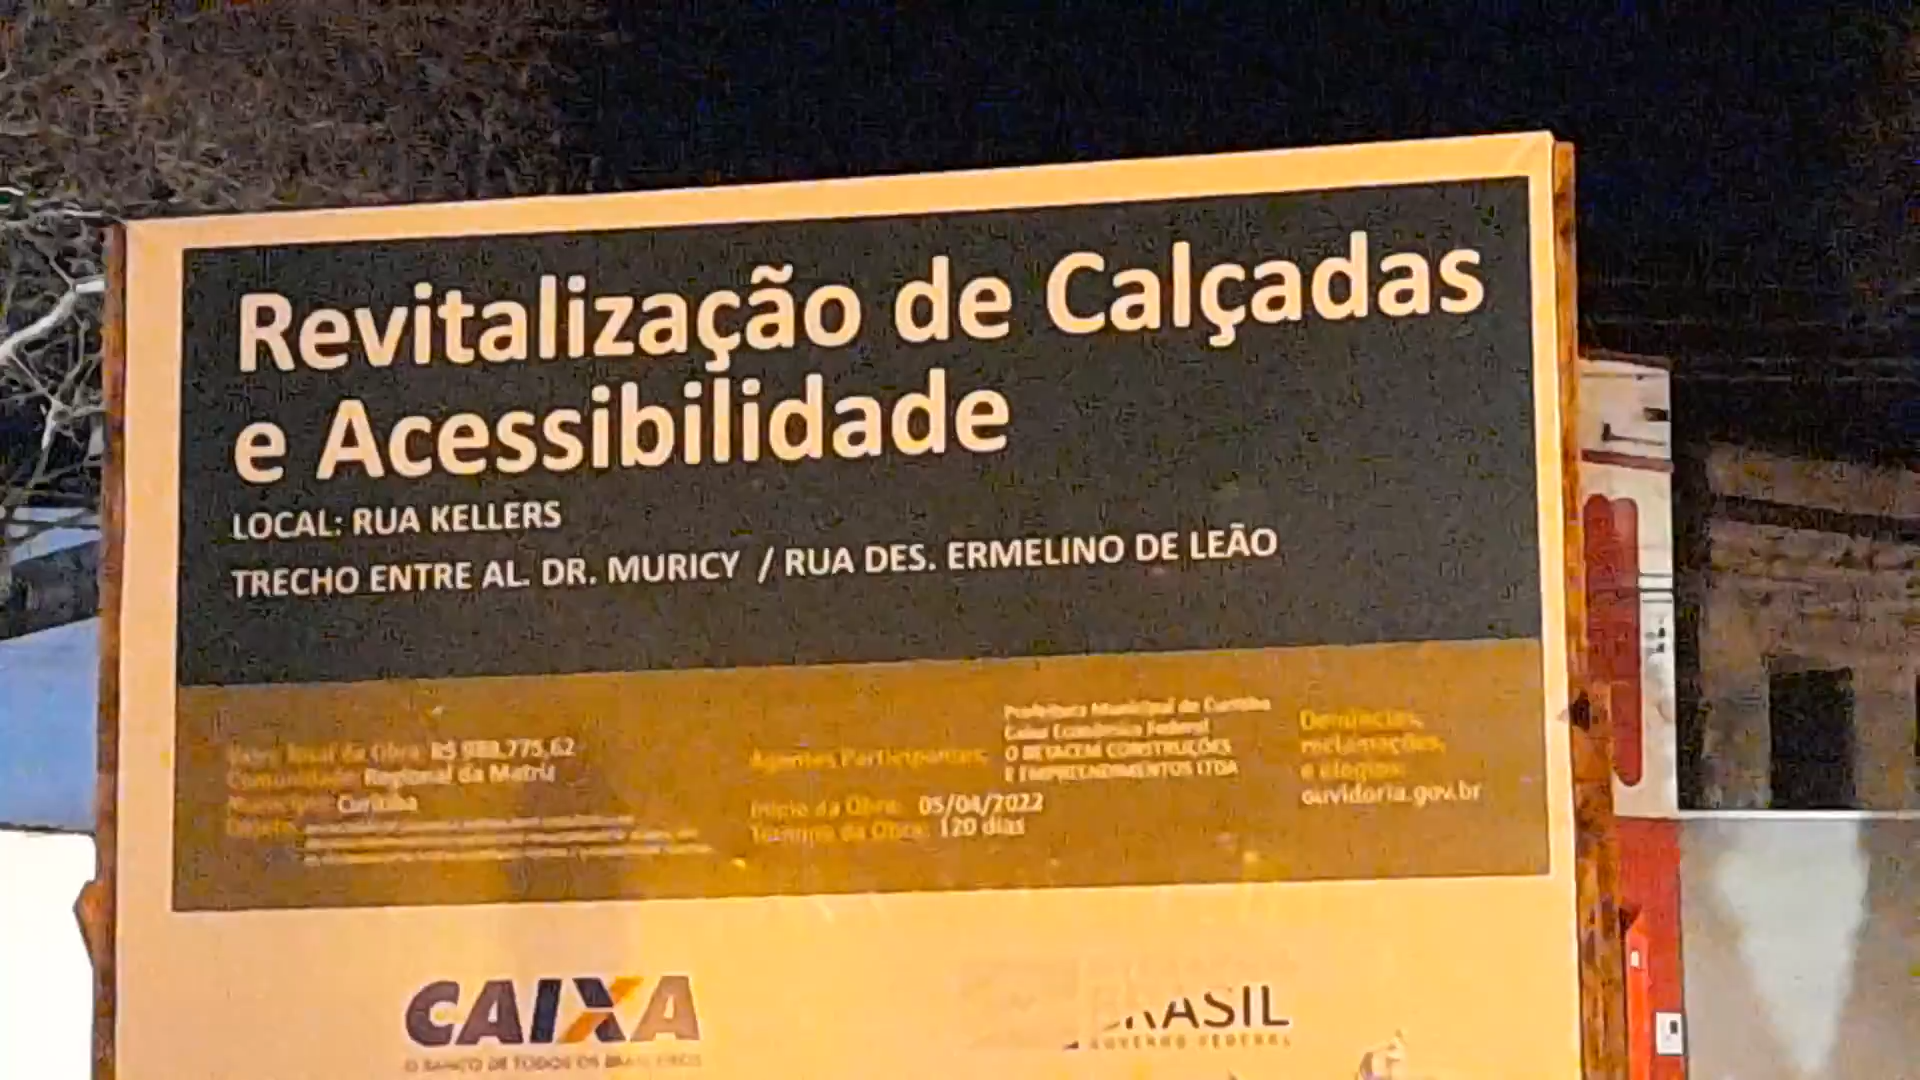 Revitalização de Calçadas
e Acessibilidade
LOCAL: RUA KELLERS
TRECHO ENTRE AL. DR. MURICY / RUA DES. ERMELINO DE LEÃO
Valor Total da Obra: R$ 988.775,62
Comunidade: Regional da Matriz
Município: Curitiba
Objeto:
Agentes Participantes:
Prefeitura Municipal de Curitiba
Caixa Econômica Federal
O BETACEM CONSTRUÇÕES
E EMPREENDIMENTOS LTDA
Início da Obra: 05/04/2022
Término da Obra: 120 dias
Denúncias,
reclamações,
e elogios:
ouvidoria.gov.br
CAIXA
O BANCO DE TODOS OS BRASILEIROS
BRASIL
GOVERNO FEDERAL